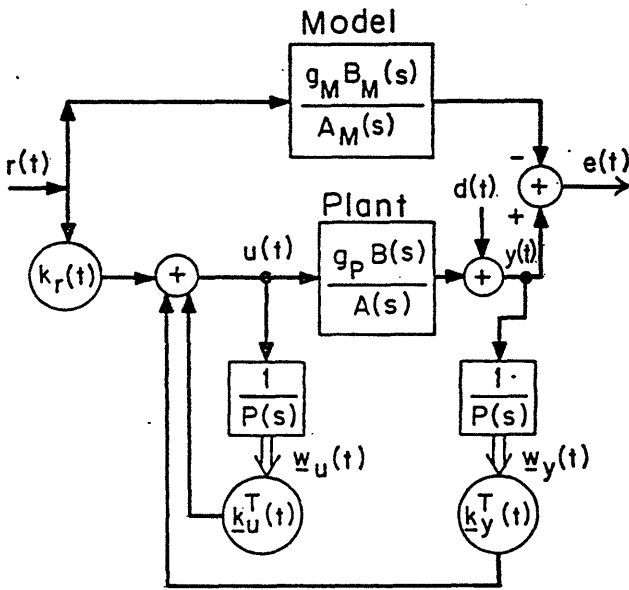 Model
g_M B_M(s)
A_M(s)
r(t)
-
+
e(t)
+
d(t)
Plant
k_r(t)
+
u(t)
g_P B(s)
A(s)
+
y(t)
1
P(s)
1
P(s)
w_u(t)
w_y(t)
k_u^T(t)
k_y^T(t)